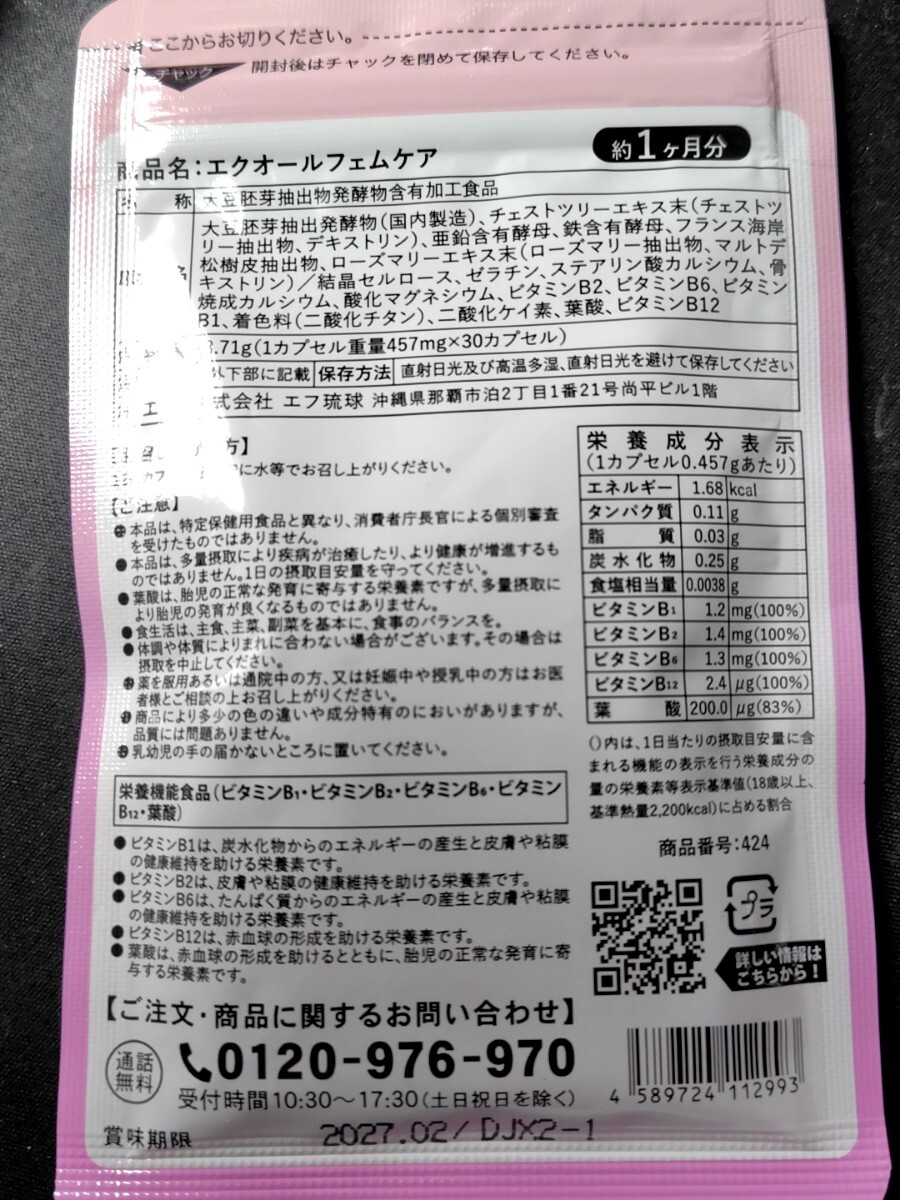 ここからお切りください。
チャック
開封後はチャックを閉めて保存してください。
約1ヶ月分
商品名:エクオールフェムケア
称 大豆胚芽抽出物発酵物含有加工食品
大豆胚芽抽出発酵物(国内製造)、チェストツリーエキス末(チェストツ
リー抽出物、デキストリン)、亜鉛含有酵母、鉄含有酵母、フランス海岸
松樹皮抽出物、ローズマリーエキス末(ローズマリー抽出物、マルトデ
キストリン)/結晶セルロース、ゼラチン、ステアリン酸カルシウム、骨
焼成カルシウム、酸化マグネシウム、ビタミンB2、ビタミンB6、ビタミン
B1、着色料(二酸化チタン)、二酸化ケイ素、葉酸、ビタミンB12
3.71g(1カプセル重量457mg×30カプセル)
外下部に記載 保存方法 直射日光及び高温多湿、直射日光を避けて保存してください
式会社 エフ琉球 沖縄県那覇市泊2丁目1番21号尚平ビル1階
方】
に水等でお召し上がりください。
【ご注意】
●本品は、特定保健用食品と異なり、消費者庁長官による個別審査
を受けたものではありません。
●本品は、多量摂取により疾病が治癒したり、より健康が増進するも
のではありません。1日の摂取目安量を守ってください。
●葉酸は、胎児の正常な発育に寄与する栄養素ですが、多量摂取に
より胎児の発育が良くなるものではありません。
●食生活は、主食、主菜、副菜を基本に、食事のバランスを。
●体調や体質によりまれに合わない場合がございます。その場合は
摂取を中止してください。
●薬を服用あるいは通院中の方、又は妊娠中や授乳中の方はお医
者様とご相談の上お召し上がりください。
●商品により多少の色の違いや成分特有のにおいがありますが、
品質には問題ありません。
●乳幼児の手の届かないところに置いてください。
栄養成分表示
(1カプセル0.457gあたり)
エネルギー 1.68 kcal
タンパク質 0.11 g
脂質 0.03 g
炭水化物 0.25 g
食塩相当量 0.0038 g
ビタミンB1 1.2 mg(100%)
ビタミンB2 1.4 mg(100%)
ビタミンB6 1.3 mg(100%)
ビタミンB12 2.4 μg(100%)
葉酸 200.0 μg(83%)
()内は、1日当たりの摂取目安量に含
まれる機能の表示を行う栄養成分の
量の栄養素等表示基準値(18歳以上、
基準熱量2,200kcal)に占める割合
栄養機能食品(ビタミンB1・ビタミンB2・ビタミンB6・ビタミン
B12・葉酸)
●ビタミンB1は、炭水化物からのエネルギーの産生と皮膚や粘膜
の健康維持を助ける栄養素です。
●ビタミンB2は、皮膚や粘膜の健康維持を助ける栄養素です。
●ビタミンB6は、たんぱく質からのエネルギーの産生と皮膚や粘膜
の健康維持を助ける栄養素です。
●ビタミンB12は、赤血球の形成を助ける栄養素です。
●葉酸は、赤血球の形成を助けるとともに、胎児の正常な発育に寄
与する栄養素です。
商品番号:424
プラ
詳しい情報は
こちらから!
【ご注文・商品に関するお問い合わせ】
通話
無料
0120-976-970
受付時間10:30〜17:30(土日祝日を除く)
4 589724 112993
賞味期限 2027.02/DJX2-1